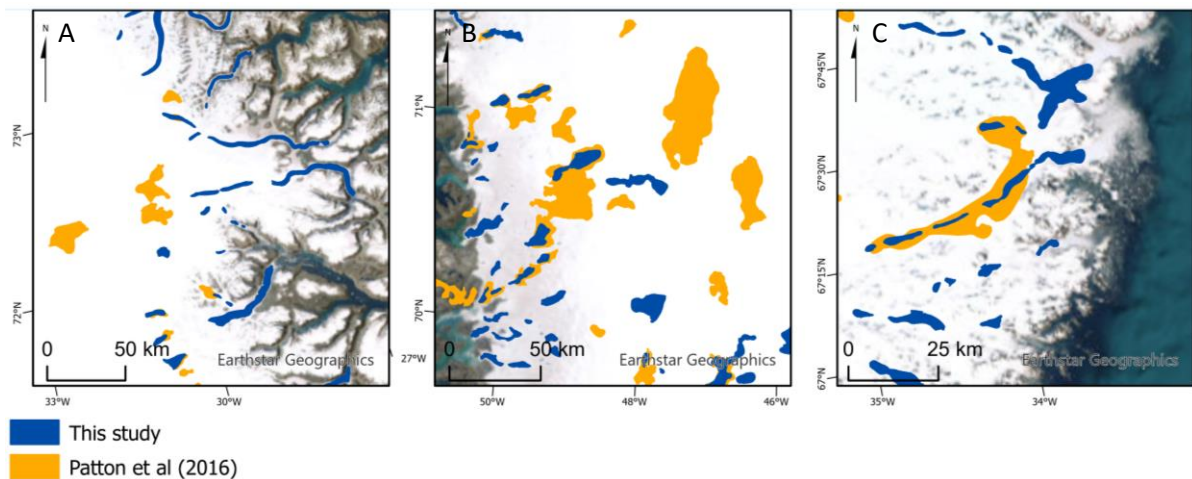 A
B
C
N
N
N
73°N
72°N
71°N
70°N
67°45'N
67°30'N
67°15'N
67°N
0 50 km
Earthstar Geographics
27°W
0 50 km
Earthstar Geographics
0 25 km
Earthstar Geographics
33°W 30°W
50°W 48°W 46°W
35°W 34°W
This study
Patton et al (2016)